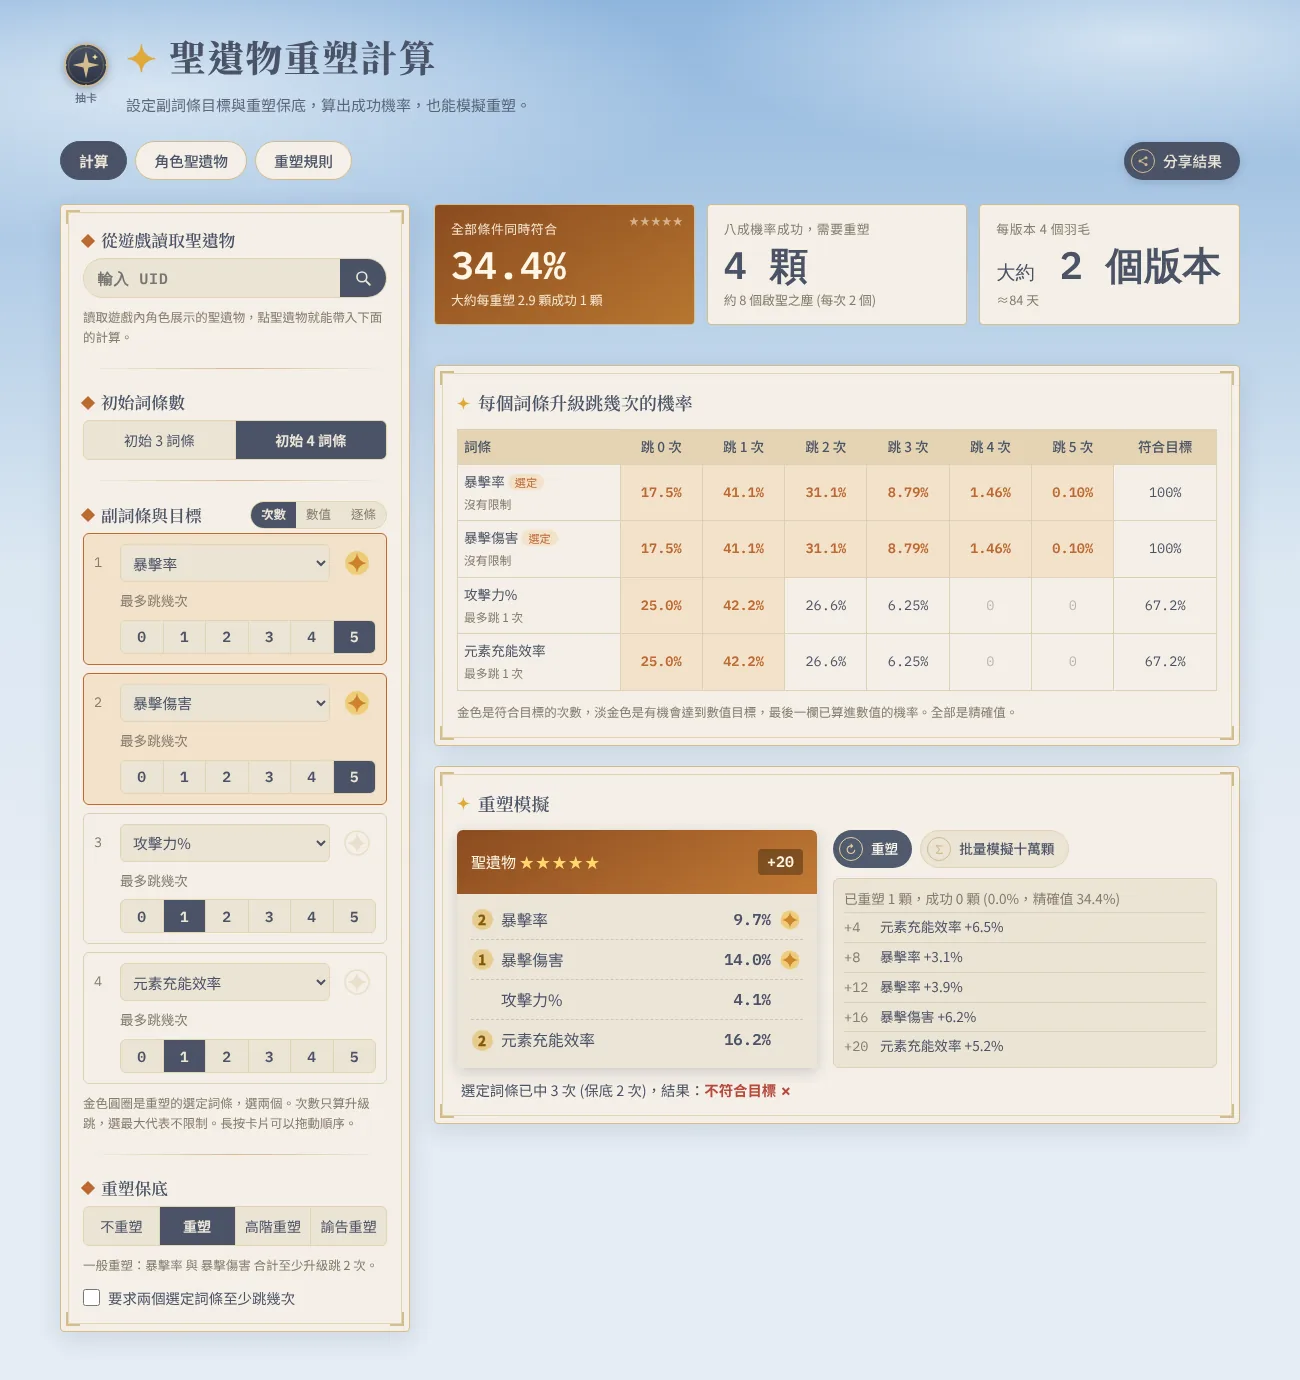 抽卡
聖遺物重塑計算
設定副詞條目標與重塑保底，算出成功機率，也能模擬重塑。
計算
角色聖遺物
重塑規則
分享結果
從遊戲讀取聖遺物
輸入 UID
讀取遊戲內角色展示的聖遺物，點聖遺物就能帶入下面
的計算。
初始詞條數
初始 3 詞條
初始 4 詞條
副詞條與目標
次數
數值
逐條
1
暴擊率
最多跳幾次
0 1 2 3 4 5
2
暴擊傷害
最多跳幾次
0 1 2 3 4 5
3
攻擊力%
最多跳幾次
0 1 2 3 4 5
4
元素充能效率
最多跳幾次
0 1 2 3 4 5
金色圓圈是重塑的選定詞條，選兩個。次數只算升級
跳，選最大代表不限制。長按卡片可以拖動順序。
重塑保底
不重塑
重塑
高階重塑
諭告重塑
一般重塑：暴擊率 與 暴擊傷害 合計至少升級跳 2 次。
要求兩個選定詞條至少跳幾次
全部條件同時符合
★★★★★
34.4%
大約每重塑 2.9 顆成功 1 顆
八成機率成功，需要重塑
4 顆
約 8 個啟聖之塵 (每次 2 個)
每版本 4 個羽毛
大約 2 個版本
≈84 天
每個詞條升級跳幾次的機率
詞條 跳 0 次 跳 1 次 跳 2 次 跳 3 次 跳 4 次 跳 5 次 符合目標
暴擊率 選定
沒有限制
17.5% 41.1% 31.1% 8.79% 1.46% 0.10% 100%
暴擊傷害 選定
沒有限制
17.5% 41.1% 31.1% 8.79% 1.46% 0.10% 100%
攻擊力%
最多跳 1 次
25.0% 42.2% 26.6% 6.25% 0 0 67.2%
元素充能效率
最多跳 1 次
25.0% 42.2% 26.6% 6.25% 0 0 67.2%
金色是符合目標的次數，淡金色是有機會達到數值目標，最後一欄已算進數值的機率。全部是精確值。
重塑模擬
聖遺物 ★★★★★
+20
2 暴擊率 9.7%
1 暴擊傷害 14.0%
攻擊力% 4.1%
2 元素充能效率 16.2%
選定詞條已中 3 次 (保底 2 次)，結果：不符合目標 ×
重塑
Σ 批量模擬十萬顆
已重塑 1 顆，成功 0 顆 (0.0%，精確值 34.4%)
+4 元素充能效率 +6.5%
+8 暴擊率 +3.1%
+12 暴擊率 +3.9%
+16 暴擊傷害 +6.2%
+20 元素充能效率 +5.2%